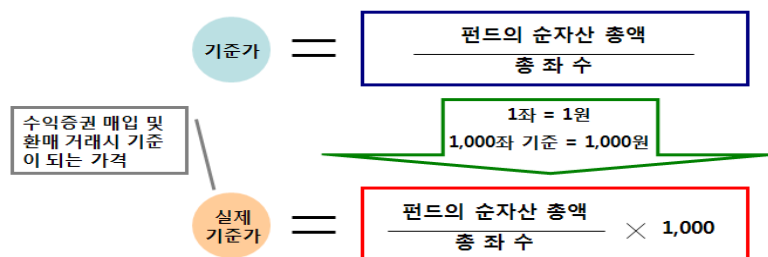 기준가
펀드의 순자산 총액
총 좌 수
수익증권 매입 및
환매 거래시 기준
이 되는 가격
1좌 = 1원
1,000좌 기준 = 1,000원
실제
기준가
펀드의 순자산 총액
총 좌 수
× 1,000